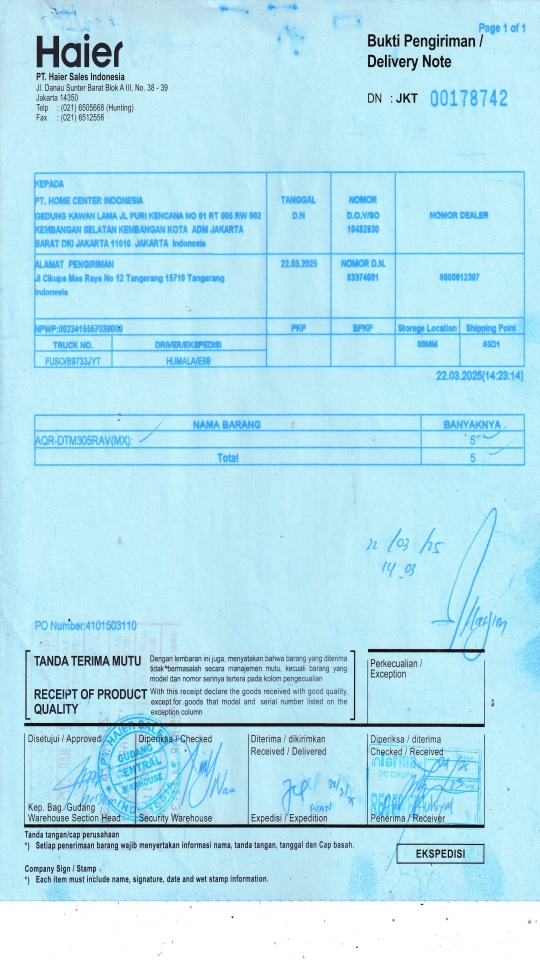 Page 1 of 1
Haier
Bukti Pengiriman /
Delivery Note
PT. Haier Sales Indonesia
Jl. Danau Sunter Barat Blok A III, No. 38 - 39
Jakarta 14350
Telp : (021) 6505668 (Hunting)
Fax : (021) 6512556
DN : JKT 00178742
KEPADA
PT. HOME CENTER INDONESIA
GEDUNG KAWAN LAMA JL PURI KENCANA NO 01 RT 005 RW 002
KEMBANGAN SELATAN KEMBANGAN KOTA ADM JAKARTA
BARAT DKI JAKARTA 11610 JAKARTA Indonesia
TANGGAL
D.N
NOMOR
D.O.V/SO
10482830
NOMOR DEALER
ALAMAT PENGIRIMAN
Jl Cikupa Mas Raya No 12 Tangerang 15710 Tangerang
Indonesia
22.03.2025
NOMOR D.N.
83374001
6000012307
NPWP:
PKP
BPKP
Storege Location
Shipping Point
TRUCK NO.
DRIVER/EKSPEDISI
00MM
65D1
FUSO/B9733JYT
HUMALA/E98
22.03.2025(14:23:14)
NAMA BARANG
BANYAKNYA
AQR-DTM305RAV(MX):
5
Total
5
22/03/25
14.03
PO Number:4101503110
TANDA TERIMA MUTU
Dengan lembaran ini juga, menyatakan bahwa barang yang diterima
tidak bermasalah secara manajemen mutu, kecuali barang yang
model dan nomor serinya tertera pada kolom pengecualian
RECEIPT OF PRODUCT
QUALITY
With this receipt declare the goods received with good quality,
except for goods that model and serial number listed on the
exception column
Perkecualian /
Exception
Disetujui / Approved
Diperiksa / Checked
Diterima / dikirimkan
Received / Delivered
Diperiksa / diterima
Checked / Received
PT. HAIER SALES
GUDANG
CENTRAL
WAREHOUSE
INDONESIA
informa
IWAN
Kep. Bag. Gudang
Warehouse Section Head
Security Warehouse
Expedisi / Expedition
Penerima / Receiver
Tanda tangan/cap perusahaan
*) Setiap penerimaan barang wajib menyertakan informasi nama, tanda tangan, tanggal dan Cap basah.
EKSPEDISI
Company Sign / Stamp
*) Each item must include name, signature, date and wet stamp information.